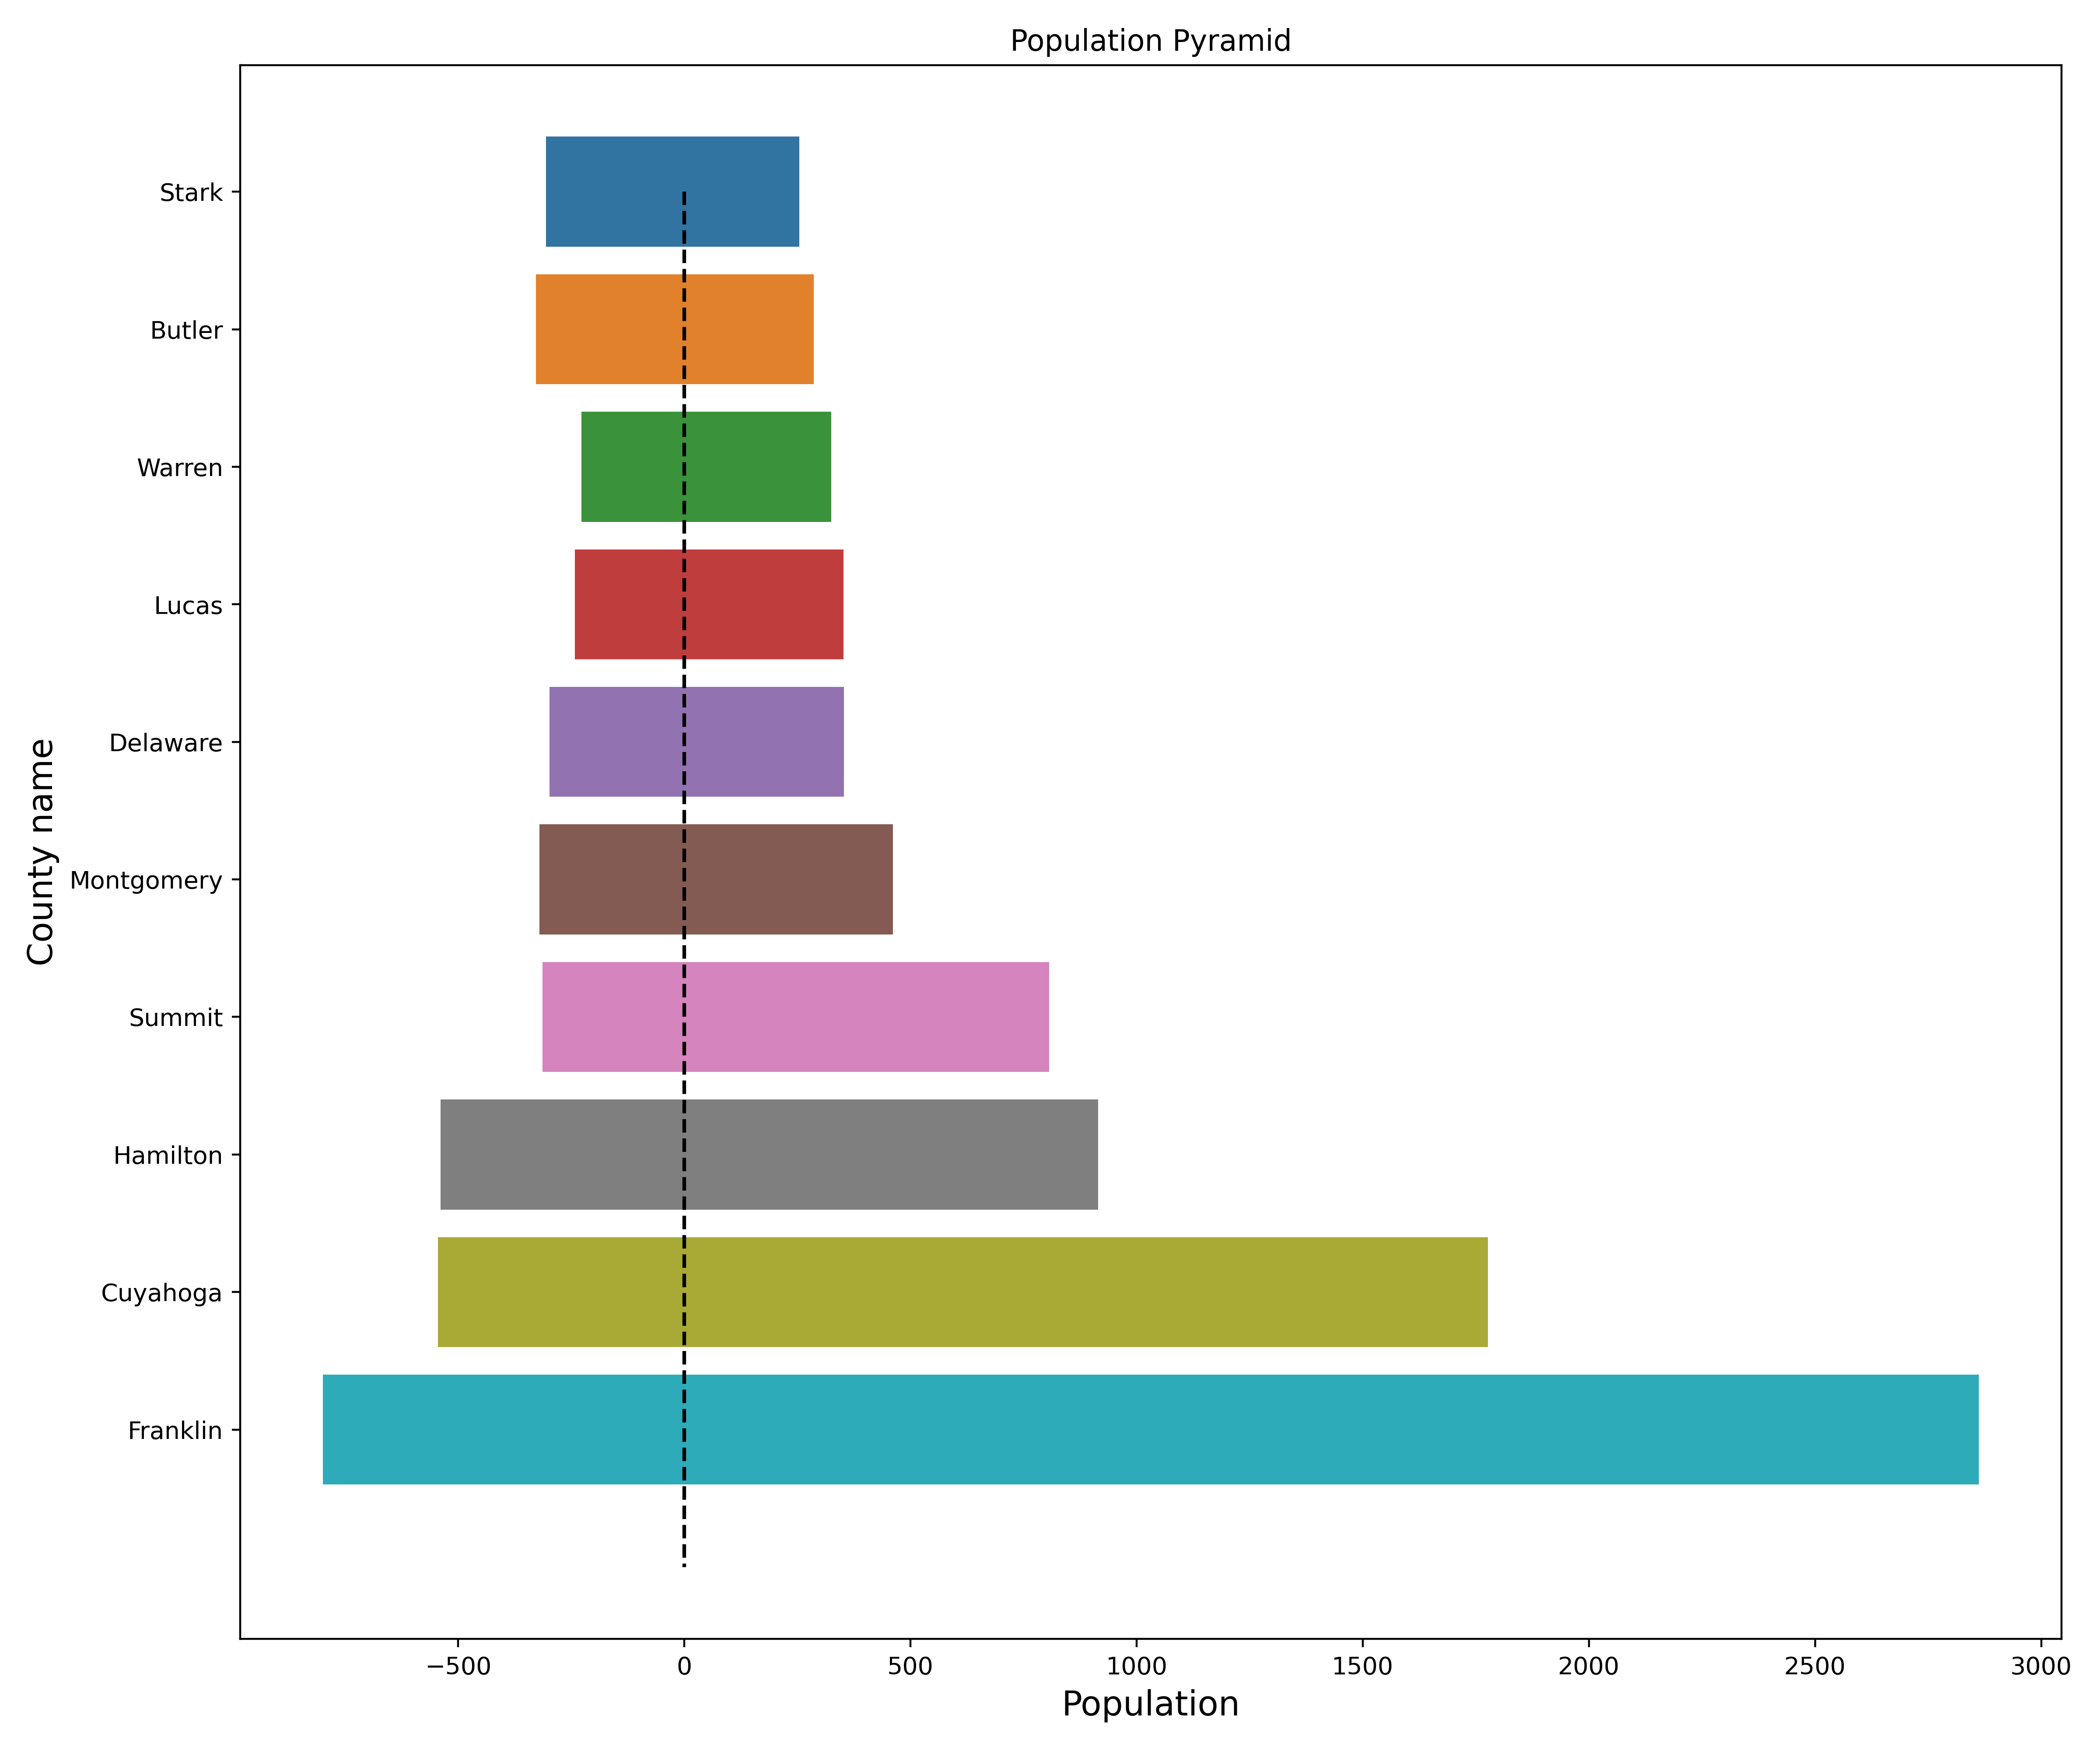 Population Pyramid
County name
Stark
Butler
Warren
Lucas
Delaware
Montgomery
Summit
Hamilton
Cuyahoga
Franklin
−500 0 500 1000 1500 2000 2500 3000
Population